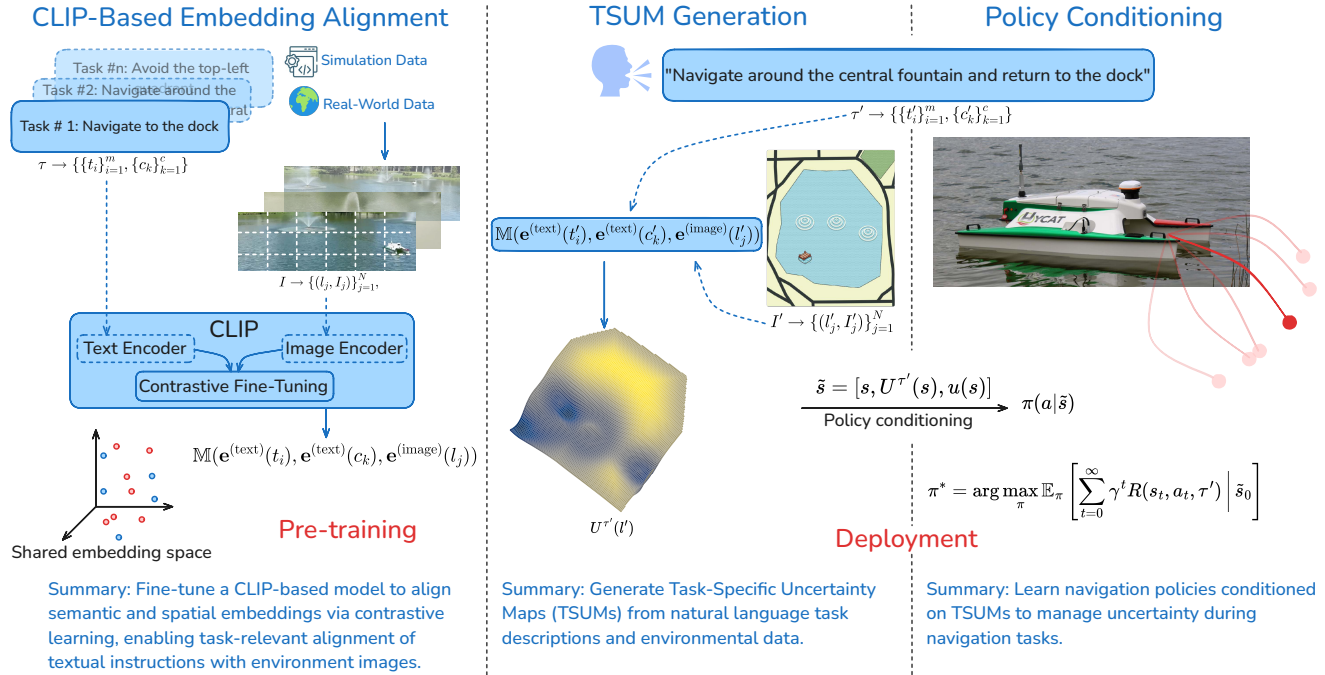 CLIP-Based Embedding Alignment
Task #n: Avoid the top-left
Task #2: Navigate around the
ral
Task # 1: Navigate to the dock
τ → {{t_i}_{i=1}^m, {c_k}_{k=1}^c}
Simulation Data
Real-World Data
I → {(l_j, I_j)}_{j=1}^N,
CLIP
Text Encoder
Image Encoder
Contrastive Fine-Tuning
𝕄(e^(text)(t_i), e^(text)(c_k), e^(image)(l_j))
Shared embedding space
Pre-training
Summary: Fine-tune a CLIP-based model to align
semantic and spatial embeddings via contrastive
learning, enabling task-relevant alignment of
textual instructions with environment images.
TSUM Generation
Policy Conditioning
"Navigate around the central fountain and return to the dock"
τ′ → {{t′_i}_{i=1}^m, {c′_k}_{k=1}^c}
𝕄(e^(text)(t′_i), e^(text)(c′_k), e^(image)(l′_j))
I′ → {(l′_j, I′_j)}_{j=1}^N
U^{τ′}(l′)
HYCAT
s̃ = [s, U^{τ′}(s), u(s)]
Policy conditioning
π(a|s̃)
π* = arg max_π 𝔼_π [∑_{t=0}^∞ γ^t R(s_t, a_t, τ′) | s̃_0]
Deployment
Summary: Generate Task-Specific Uncertainty
Maps (TSUMs) from natural language task
descriptions and environmental data.
Summary: Learn navigation policies conditioned
on TSUMs to manage uncertainty during
navigation tasks.